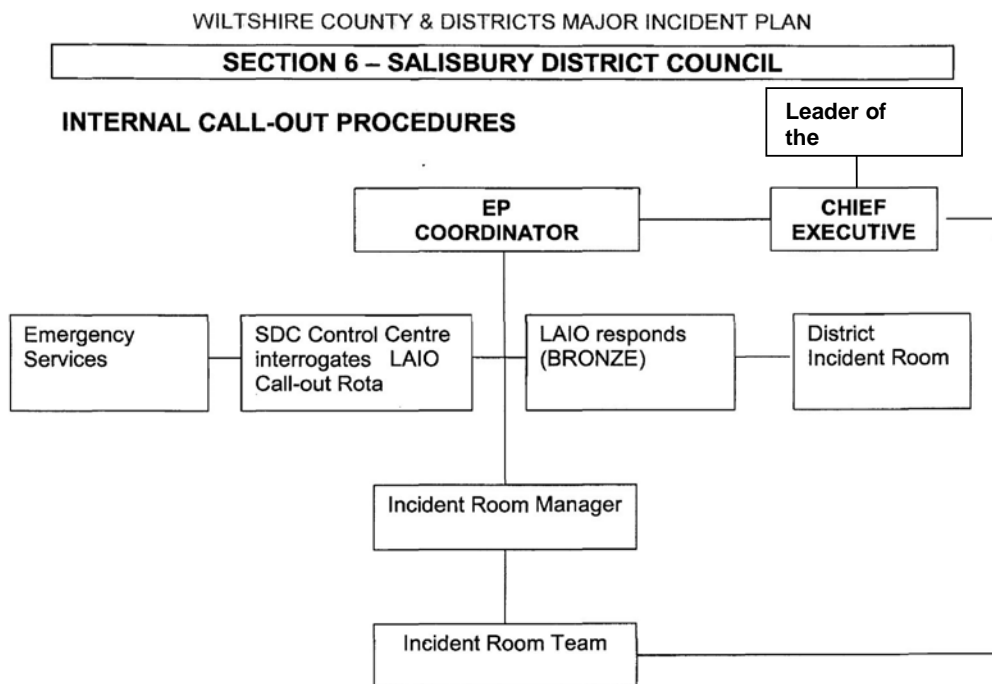 WILTSHIRE COUNTY & DISTRICTS MAJOR INCIDENT PLAN
SECTION 6 – SALISBURY DISTRICT COUNCIL
INTERNAL CALL-OUT PROCEDURES
Leader of
the
EP
COORDINATOR
CHIEF
EXECUTIVE
Emergency
Services
SDC Control Centre
interrogates LAIO
Call-out Rota
LAIO responds
(BRONZE)
District
Incident Room
Incident Room Manager
Incident Room Team